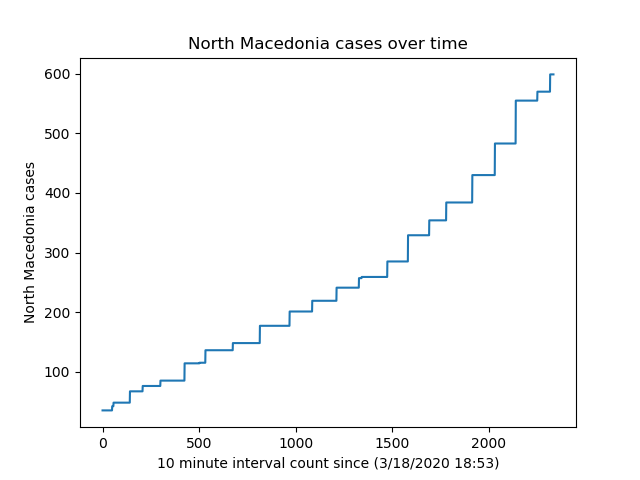 North Macedonia cases over time
600
500
400
300
200
100
North Macedonia cases
0 500 1000 1500 2000
10 minute interval count since (3/18/2020 18:53)